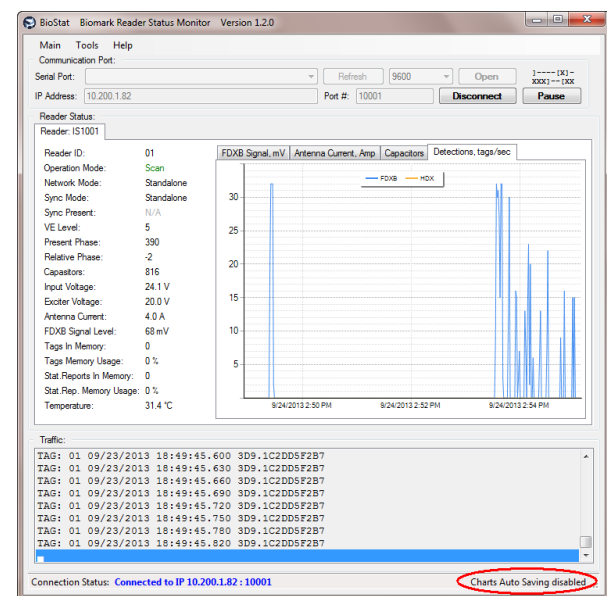 BioStat Biomark Reader Status Monitor Version 1.2.0
Main Tools Help
Communication Port:
Serial Port: Refresh 9600 Open ]----[X]-
XXX]--[XX
IP Address: 10.200.1.82 Port #: 10001 Disconnect Pause
Reader Status:
Reader: IS1001
Reader ID: 01
Operation Mode: Scan
Network Mode: Standalone
Sync Mode: Standalone
Sync Present: N/A
VE Level: 5
Present Phase: 390
Relative Phase: -2
Capasitors: 816
Input Voltage: 24.1 V
Exciter Voltage: 20.0 V
Antenna Current: 4.0 A
FDXB Signal Level: 68 mV
Tags In Memory: 0
Tags Memory Usage: 0 %
Stat.Reports In Memory: 0
Stat.Rep. Memory Usage: 0 %
Temperature: 31.4 °C
FDXB Signal, mV Antenna Current, Amp Capacitors Detections, tags/sec
FDXB HDX
30
25
20
15
10
5
9/24/2013 2:50 PM 9/24/2013 2:52 PM 9/24/2013 2:54 PM
Traffic:
TAG: 01 09/23/2013 18:49:45.600 3D9.1C2DD5F2B7
TAG: 01 09/23/2013 18:49:45.630 3D9.1C2DD5F2B7
TAG: 01 09/23/2013 18:49:45.660 3D9.1C2DD5F2B7
TAG: 01 09/23/2013 18:49:45.690 3D9.1C2DD5F2B7
TAG: 01 09/23/2013 18:49:45.720 3D9.1C2DD5F2B7
TAG: 01 09/23/2013 18:49:45.750 3D9.1C2DD5F2B7
TAG: 01 09/23/2013 18:49:45.780 3D9.1C2DD5F2B7
TAG: 01 09/23/2013 18:49:45.820 3D9.1C2DD5F2B7
Connection Status: Connected to IP 10.200.1.82 : 10001 Charts Auto Saving disabled